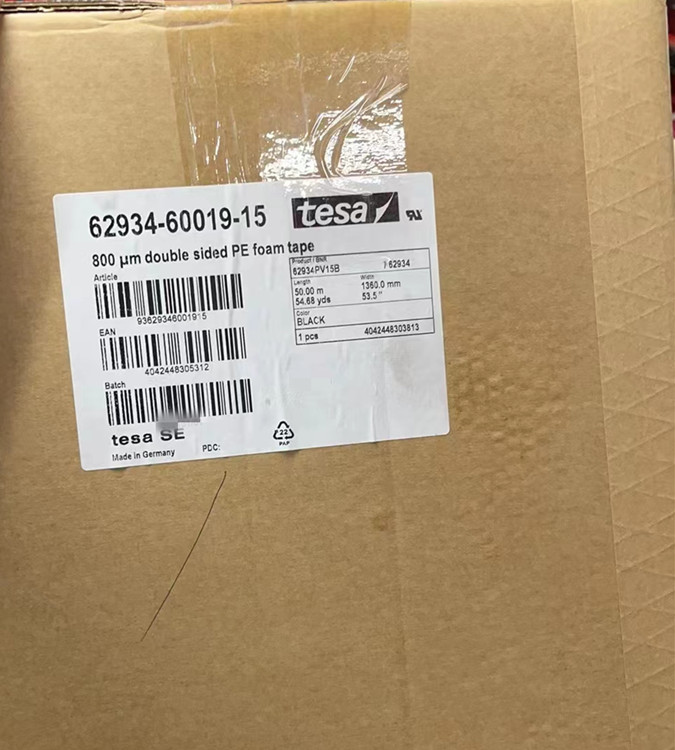 62934-60019-15
tesa
800 µm double sided PE foam tape
Article
93629346001915
EAN
4042448305312
Batch
tesa SE
Made in Germany
PDC:
22
PAP
Product / BNR
62934PV15B / 62934
Length Width
50.00 m 1360.0 mm
54.68 yds 53.5"
Color
BLACK
1 pcs 4042448303813